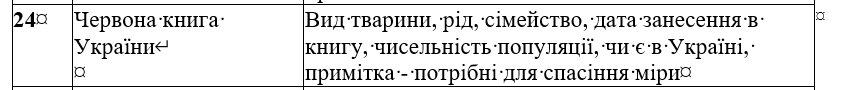 24 Червона книга Вид тварини, рід, сімейство, дата занесення в
України книгу, чисельність популяції, чи є в Україні,
примітка - потрібні для спасіння міри